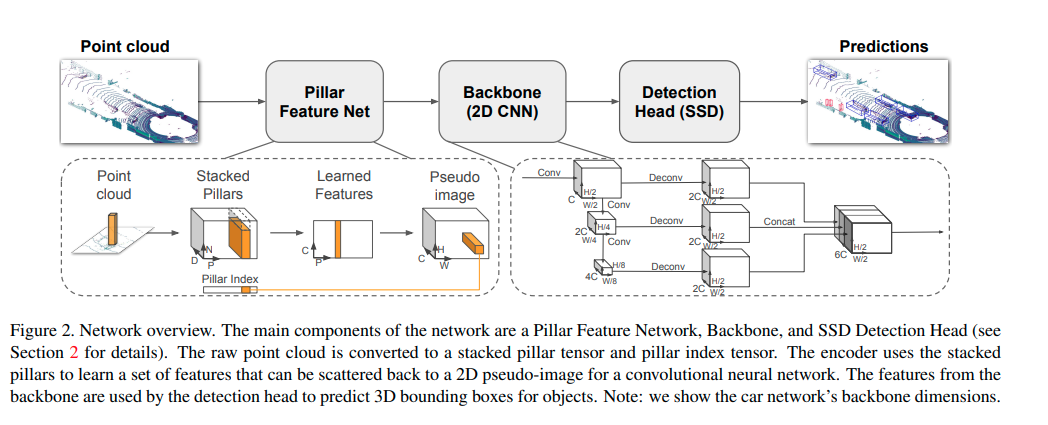 Point cloud
Predictions
Pillar
Feature Net
Backbone
(2D CNN)
Detection
Head (SSD)
Point
cloud
Stacked
Pillars
Learned
Features
Pseudo
image
D
P
N
C
P
C
W
H
Pillar Index
Conv
C
H/2
W/2
Conv
2C
H/4
W/4
Conv
4C
H/8
W/8
Deconv
2C
H/2
W/2
Deconv
2C
H/2
W/2
Deconv
2C
H/2
W/2
Concat
6C
H/2
W/2
Figure 2. Network overview. The main components of the network are a Pillar Feature Network, Backbone, and SSD Detection Head (see
Section 2 for details). The raw point cloud is converted to a stacked pillar tensor and pillar index tensor. The encoder uses the stacked
pillars to learn a set of features that can be scattered back to a 2D pseudo-image for a convolutional neural network. The features from the
backbone are used by the detection head to predict 3D bounding boxes for objects. Note: we show the car network's backbone dimensions.